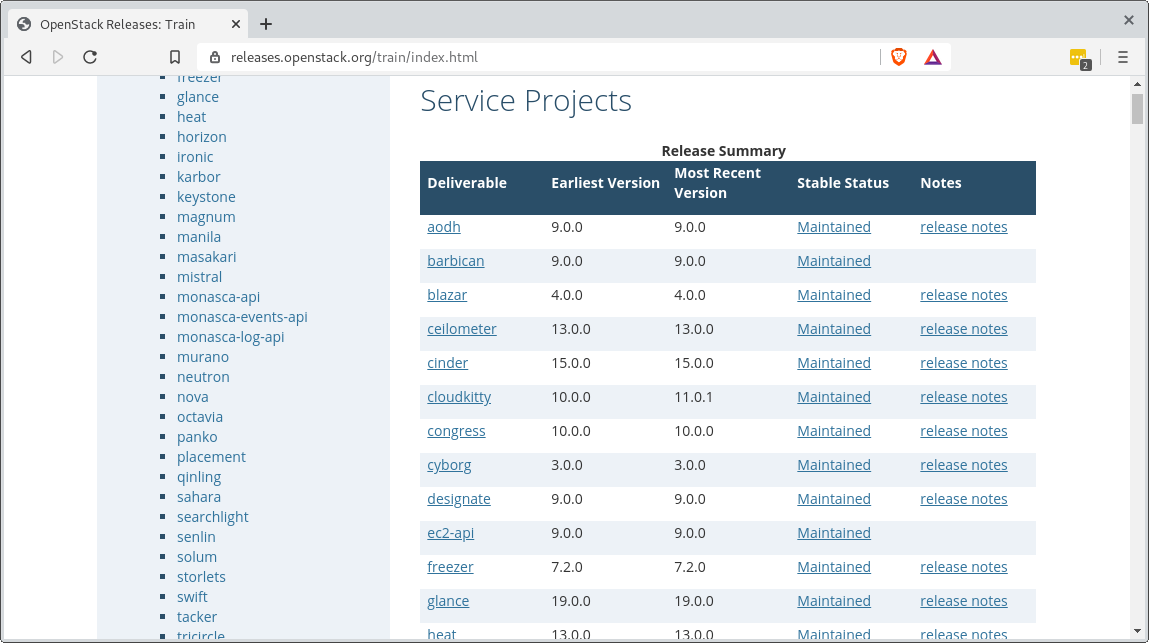 OpenStack Releases: Train
releases.openstack.org/train/index.html
2
freezer
glance
heat
horizon
ironic
karbor
keystone
magnum
manila
masakari
mistral
monasca-api
monasca-events-api
monasca-log-api
murano
neutron
nova
octavia
panko
placement
qinling
sahara
searchlight
senlin
solum
storlets
swift
tacker
tricircle
Service Projects
Release Summary
Deliverable Earliest Version Most Recent Version Stable Status Notes
aodh 9.0.0 9.0.0 Maintained release notes
barbican 9.0.0 9.0.0 Maintained
blazar 4.0.0 4.0.0 Maintained release notes
ceilometer 13.0.0 13.0.0 Maintained release notes
cinder 15.0.0 15.0.0 Maintained release notes
cloudkitty 10.0.0 11.0.1 Maintained release notes
congress 10.0.0 10.0.0 Maintained release notes
cyborg 3.0.0 3.0.0 Maintained release notes
designate 9.0.0 9.0.0 Maintained release notes
ec2-api 9.0.0 9.0.0 Maintained
freezer 7.2.0 7.2.0 Maintained release notes
glance 19.0.0 19.0.0 Maintained release notes
heat 13.0.0 13.0.0 Maintained release notes